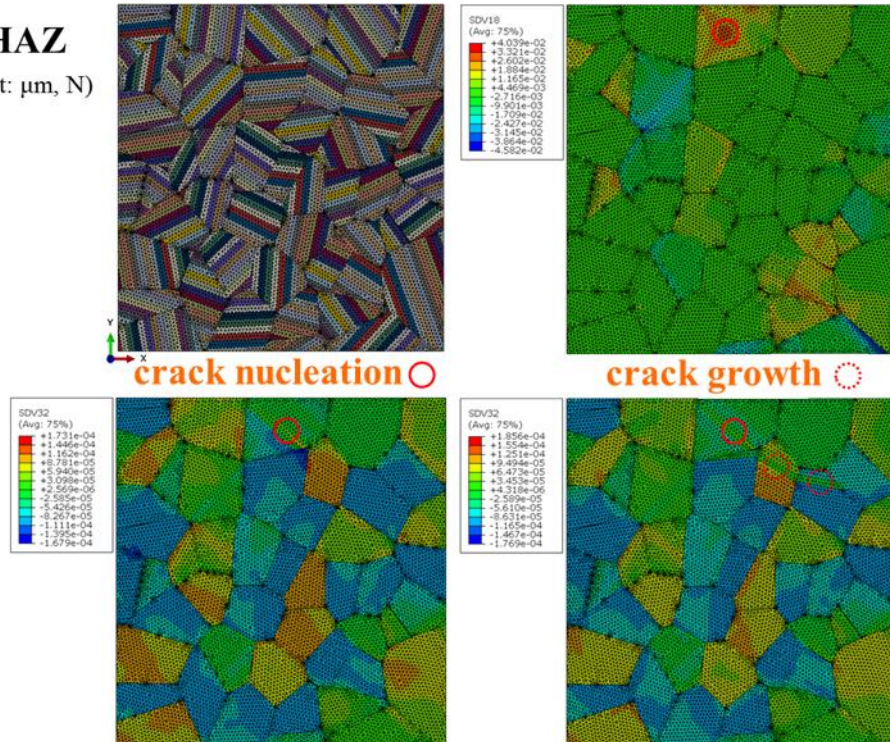 HAZ
t: μm, N)
SDV18
(Avg: 75%)
+4.039e-02
+3.321e-02
+2.602e-02
+1.884e-02
+1.165e-02
+4.469e-03
-2.716e-03
-9.901e-03
-1.709e-02
-2.427e-02
-3.145e-02
-3.864e-02
-4.582e-02
Y
X
crack nucleation
crack growth
SDV32
(Avg: 75%)
+1.731e-04
+1.446e-04
+1.162e-04
+8.781e-05
+5.940e-05
+3.098e-05
+2.569e-06
-2.585e-05
-5.426e-05
-8.267e-05
-1.111e-04
-1.395e-04
-1.679e-04
SDV32
(Avg: 75%)
+1.856e-04
+1.554e-04
+1.251e-04
+9.494e-05
+6.473e-05
+3.453e-05
+4.318e-06
-2.589e-05
-5.610e-05
-8.631e-05
-1.165e-04
-1.467e-04
-1.769e-04